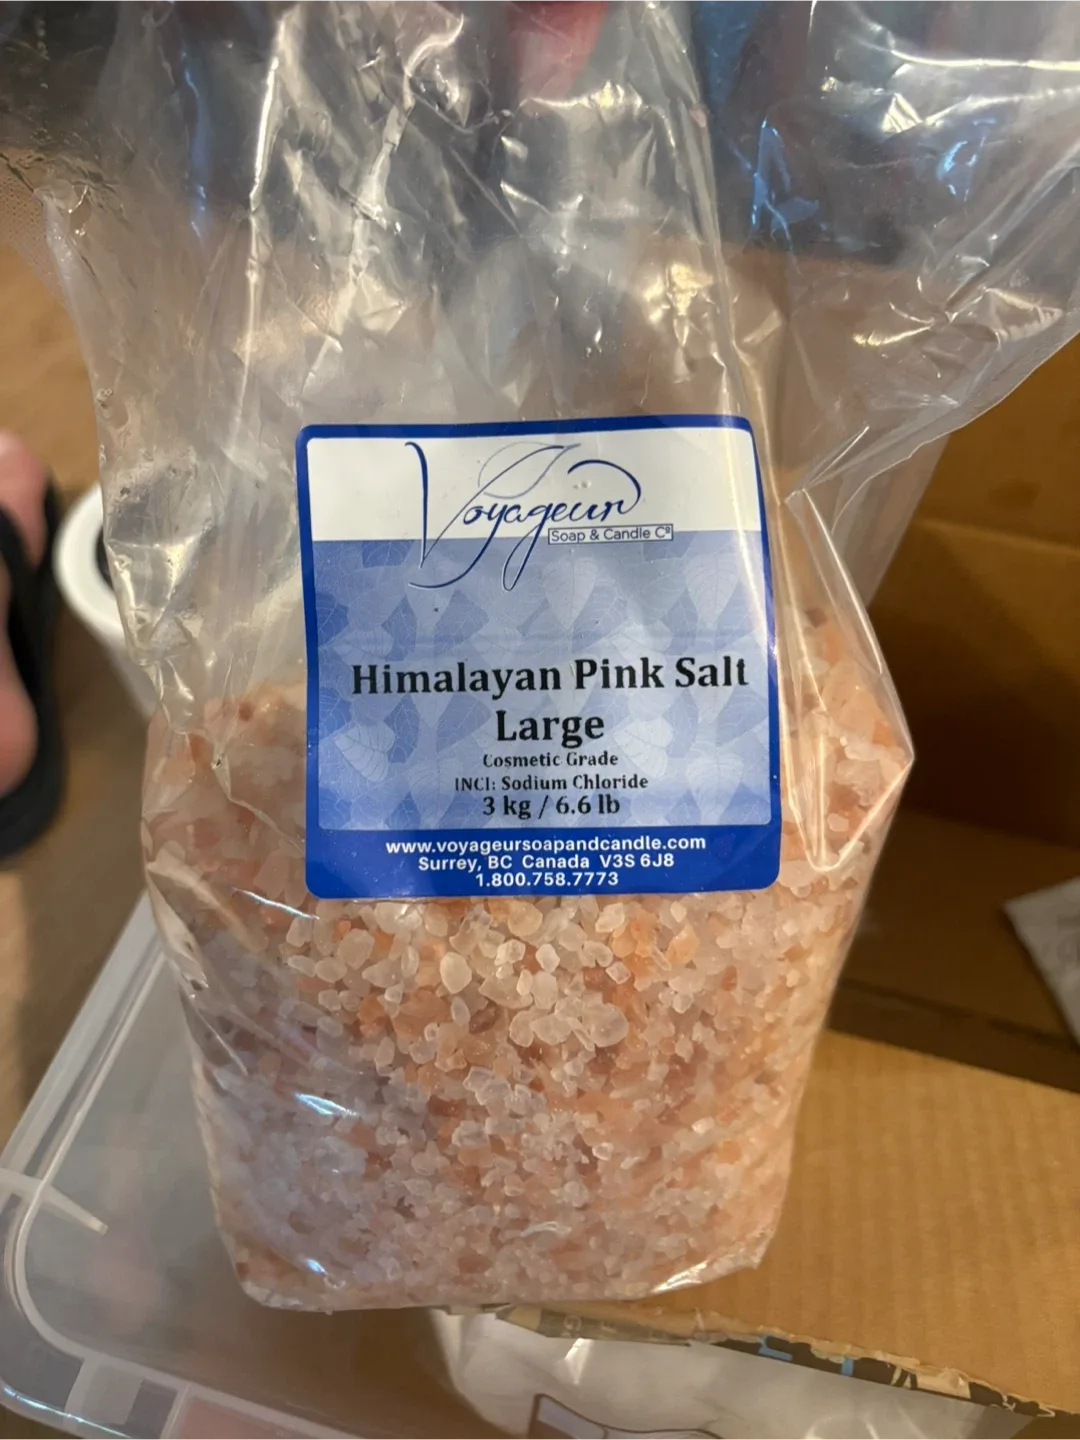 Voyageur
Soap & Candle Cº
Himalayan Pink Salt
Large
Cosmetic Grade
INCI: Sodium Chloride
3 kg / 6.6 lb
www.voyageursoapandcandle.com
Surrey, BC Canada V3S 6J8
1.800.758.7773